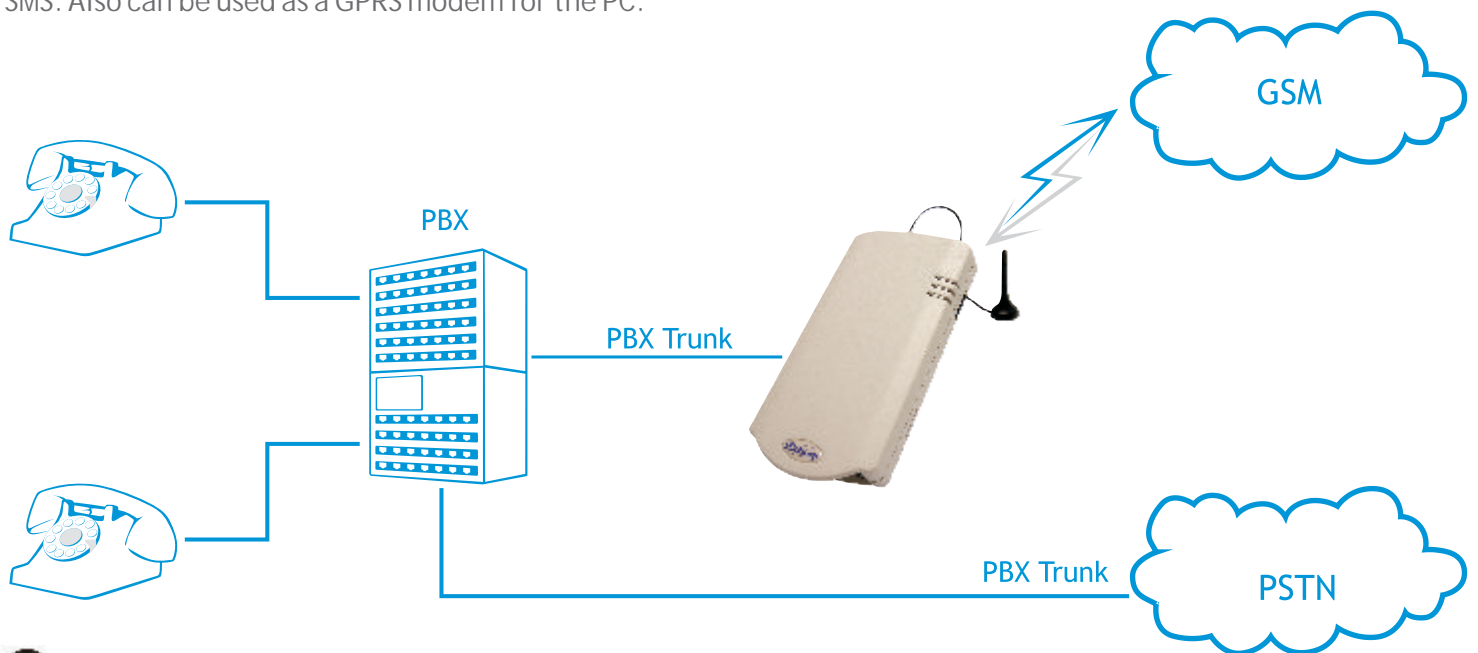 SMS. Also can be used as a GPRS modem for the PC.
GSM
PBX
PBX Trunk
PBX Trunk
PSTN